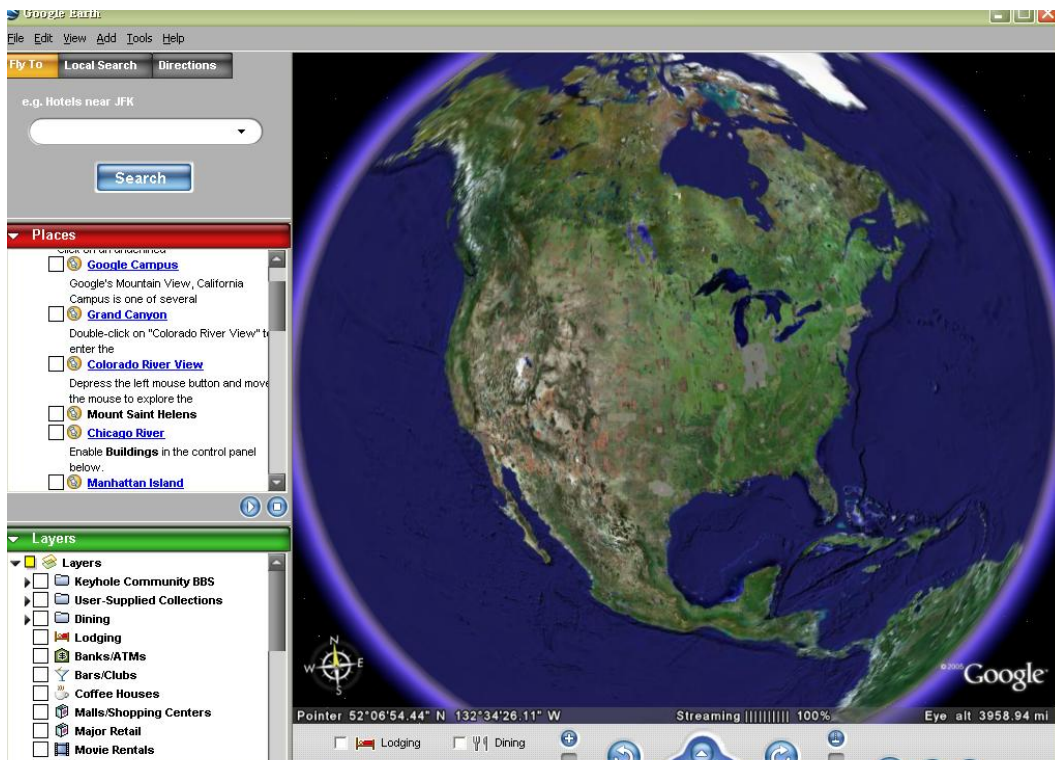 Google Earth
File Edit View Add Tools Help
Fly To Local Search Directions
e.g. Hotels near JFK
Search
Places
Click on an underlined
Google Campus
Google's Mountain View, California
Campus is one of several
Grand Canyon
Double-click on "Colorado River View" to
enter the
Colorado River View
Depress the left mouse button and move
the mouse to explore the
Mount Saint Helens
Chicago River
Enable Buildings in the control panel
below.
Manhattan Island
Layers
Layers
Keyhole Community BBS
User-Supplied Collections
Dining
Lodging
Banks/ATMs
Bars/Clubs
Coffee Houses
Malls/Shopping Centers
Major Retail
Movie Rentals
N
W E
S
© 2005 Google
Pointer 52°06'54.44" N 132°34'26.11" W Streaming |||||||||| 100% Eye alt 3958.94 mi
Lodging Dining